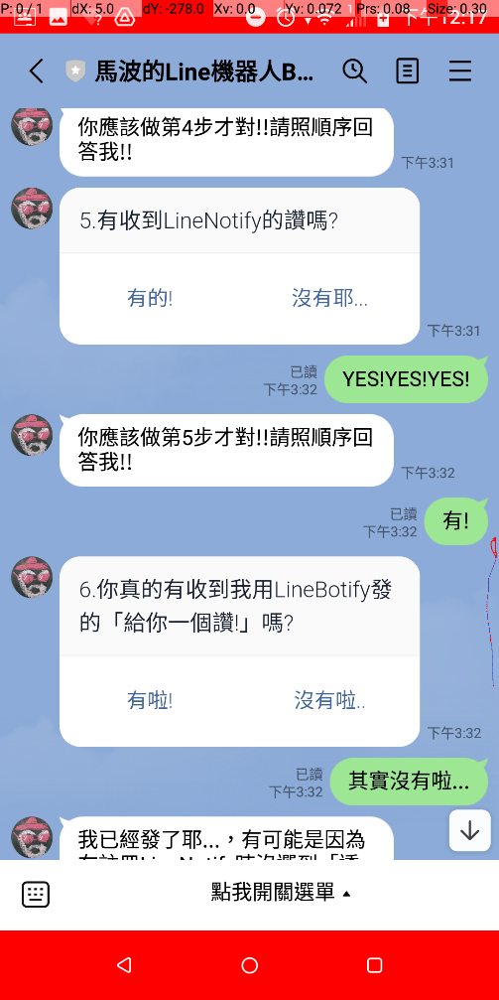 P: 0 / 1 dX: 5.0 dY: -278.0 Xv: 0.0 Yv: 0.072 Prs: 0.08 Size: 0.30
下午12:17
馬波的Line機器人B...
你應該做第4步才對!!請照順序回
答我!!
下午3:31
5.有收到LineNotify的讚嗎?
有的! 沒有耶...
下午3:31
已讀
下午3:32
YES!YES!YES!
你應該做第5步才對!!請照順序回
答我!!
下午3:32
已讀
下午3:32
有!
6.你真的有收到我用LineBotify發
的「給你一個讚!」嗎?
有啦! 沒有啦..
下午3:32
已讀
下午3:32
其實沒有啦...
我已經發了耶...，有可能是因為
點我開關選單